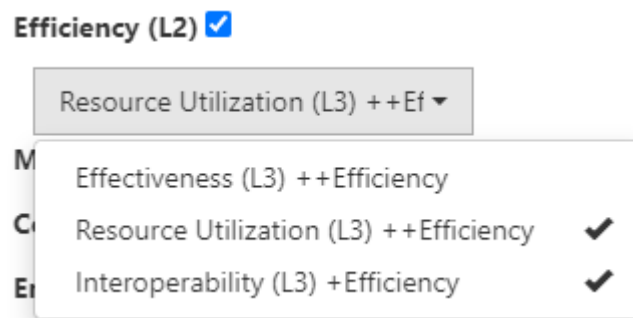 Efficiency (L2)
Resource Utilization (L3) ++Ef
Effectiveness (L3) ++Efficiency
Resource Utilization (L3) ++Efficiency
Interoperability (L3) +Efficiency